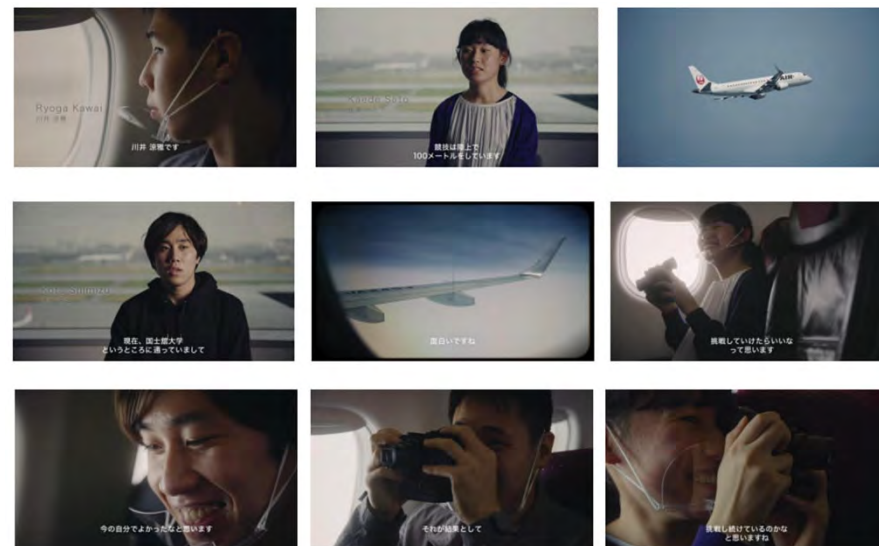 Ryoga Kawai
川井 涼雅
川井 涼雅です
Kaede Sato
競技は陸上で
100メートルをしています
Kota Shimizu
現在、国士舘大学
というところに通っていまして
面白いですね
挑戦していけたらいいな
って思います
今の自分でよかったなと思います
それが結果として
挑戦し続けているのかな
と思いますね